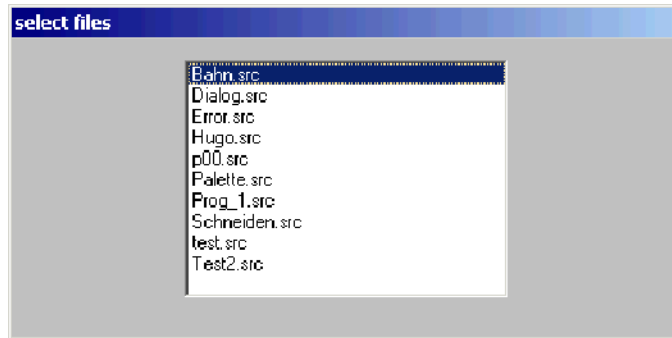 select files
Bahn.src
Dialog.src
Error.src
Hugo.src
p00.src
Palette.src
Prog_1.src
Schneiden.src
test.src
Test2.src